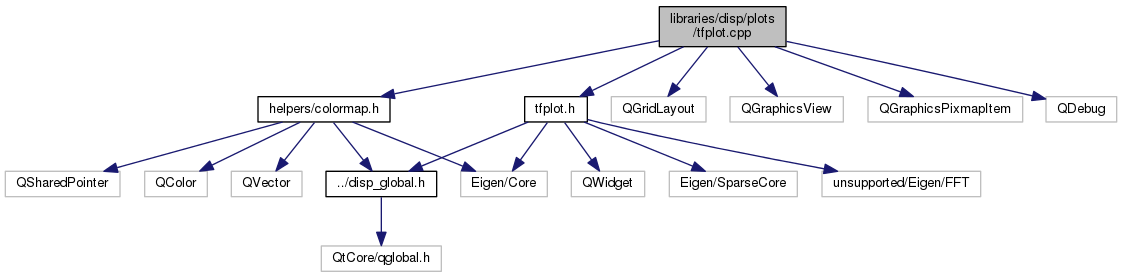 libraries/disp/plots
/tfplot.cpp
helpers/colormap.h
tfplot.h
QGridLayout
QGraphicsView
QGraphicsPixmapItem
QDebug
QSharedPointer
QColor
QVector
../disp_global.h
Eigen/Core
QWidget
Eigen/SparseCore
unsupported/Eigen/FFT
QtCore/qglobal.h